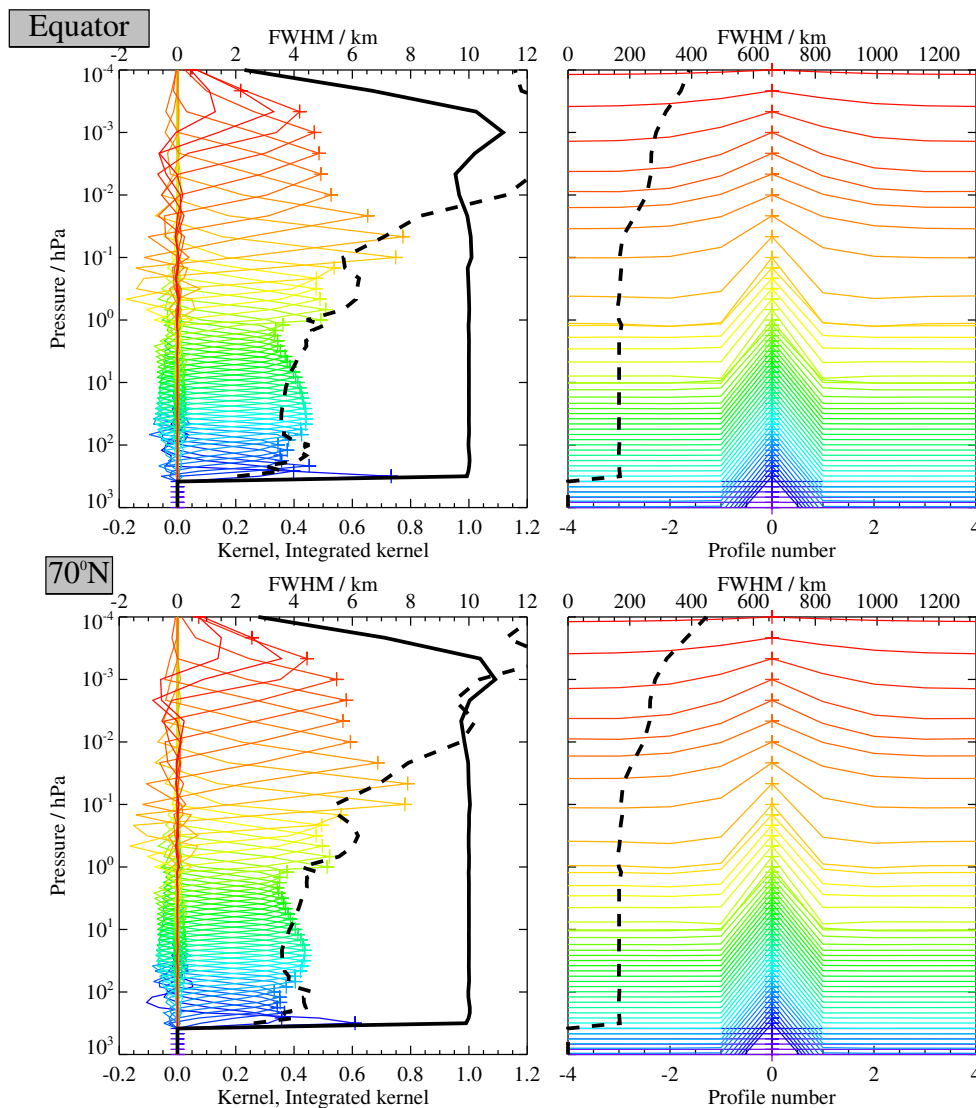 Equator
FWHM / km
-2 0 2 4 6 8 10 12
Pressure / hPa
10⁻⁴
10⁻³
10⁻²
10⁻¹
10⁰
10¹
10²
10³
-0.2 0.0 0.2 0.4 0.6 0.8 1.0 1.2
Kernel, Integrated kernel
FWHM / km
0 200 400 600 800 1000 1200
-4 -2 0 2 4
Profile number
70⁰N
FWHM / km
-2 0 2 4 6 8 10 12
Pressure / hPa
10⁻⁴
10⁻³
10⁻²
10⁻¹
10⁰
10¹
10²
10³
-0.2 0.0 0.2 0.4 0.6 0.8 1.0 1.2
Kernel, Integrated kernel
FWHM / km
0 200 400 600 800 1000 1200
-4 -2 0 2 4
Profile number